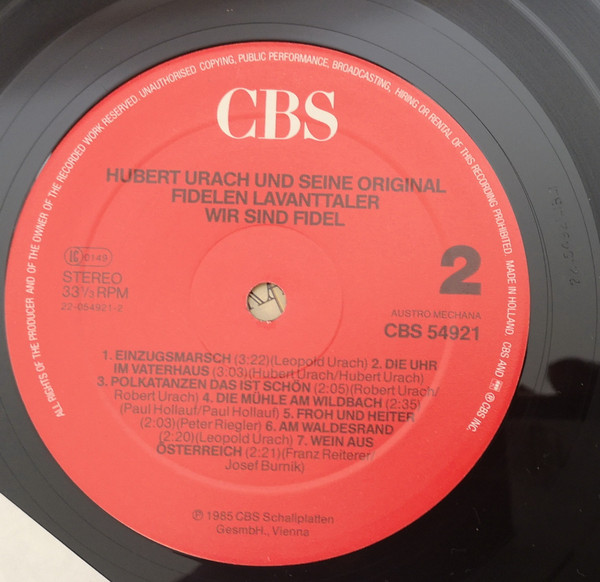 ALL RIGHTS OF THE PRODUCER AND OF THE OWNER OF THE RECORDED WORK RESERVED UNAUTHORISED COPYING, PUBLIC PERFORMANCE, BROADCASTING, HIRING OR RENTAL OF THIS RECORDING PROHIBITED. MADE IN HOLLAND CBS AND ℗ CBS INC.
CBS
HUBERT URACH UND SEINE ORIGINAL
FIDELEN LAVANTTALER
WIR SIND FIDEL
LC 0149
STEREO
33⅓ RPM
22-054921-2
2
AUSTRO MECHANA
CBS 54921
1. EINZUGSMARSCH (3:22)(Leopold Urach) 2. DIE UHR
IM VATERHAUS (3:03)(Hubert Urach/Hubert Urach)
3. POLKATANZEN DAS IST SCHÖN (2:05)(Robert Urach/
Robert Urach) 4. DIE MÜHLE AM WILDBACH (2:35)
(Paul Hollauf/Paul Hollauf) 5. FROH UND HEITER
(2:03)(Peter Riegler) 6. AM WALDESRAND
(2:20)(Leopold Urach) 7. WEIN AUS
ÖSTERREICH (2:21)(Franz Reiterer/
Josef Burnik)
℗ 1985 CBS Schallplatten
GesmbH., Vienna